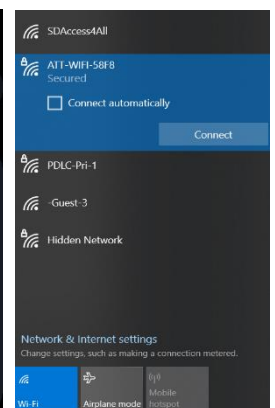 SDAccess4All
ATT-WIFI-58F8
Secured
Connect automatically
Connect
PDLC-Pri-1
-Guest-3
Hidden Network
Network & Internet settings
Change settings, such as making a connection metered.
Wi-Fi
Airplane mode
Mobile
hotspot